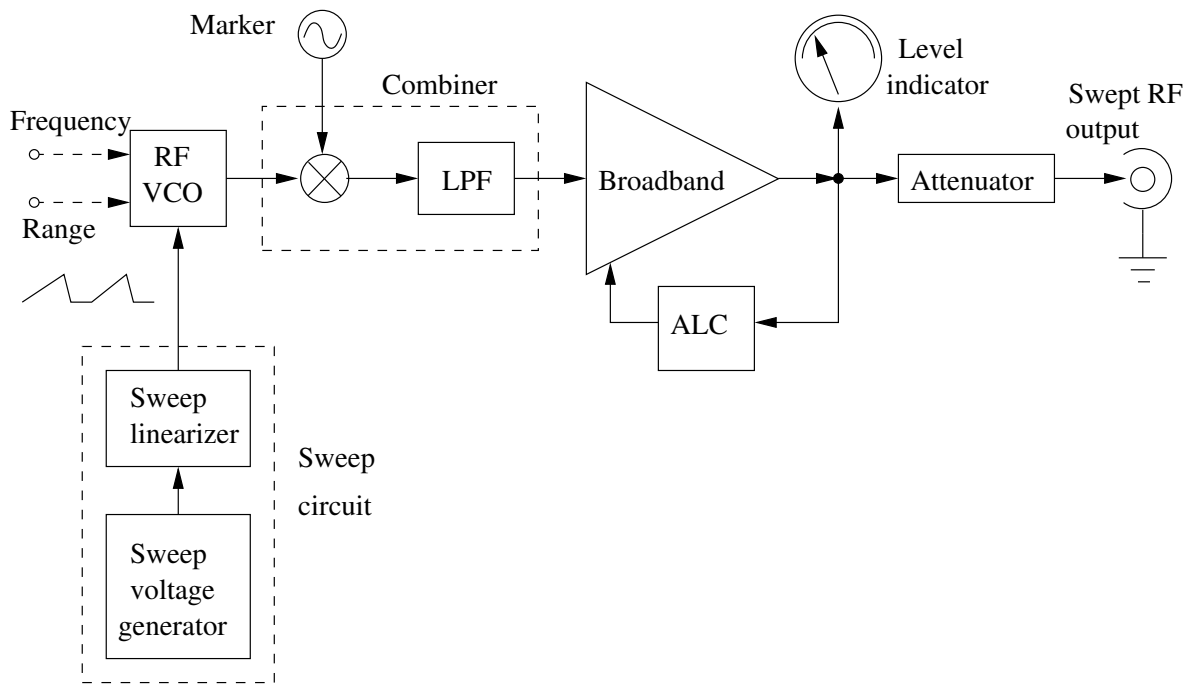 Marker
Combiner
Level
indicator
Swept RF
output
Frequency
RF
VCO
LPF
Broadband
Attenuator
Range
ALC
Sweep
linearizer
Sweep
circuit
Sweep
voltage
generator